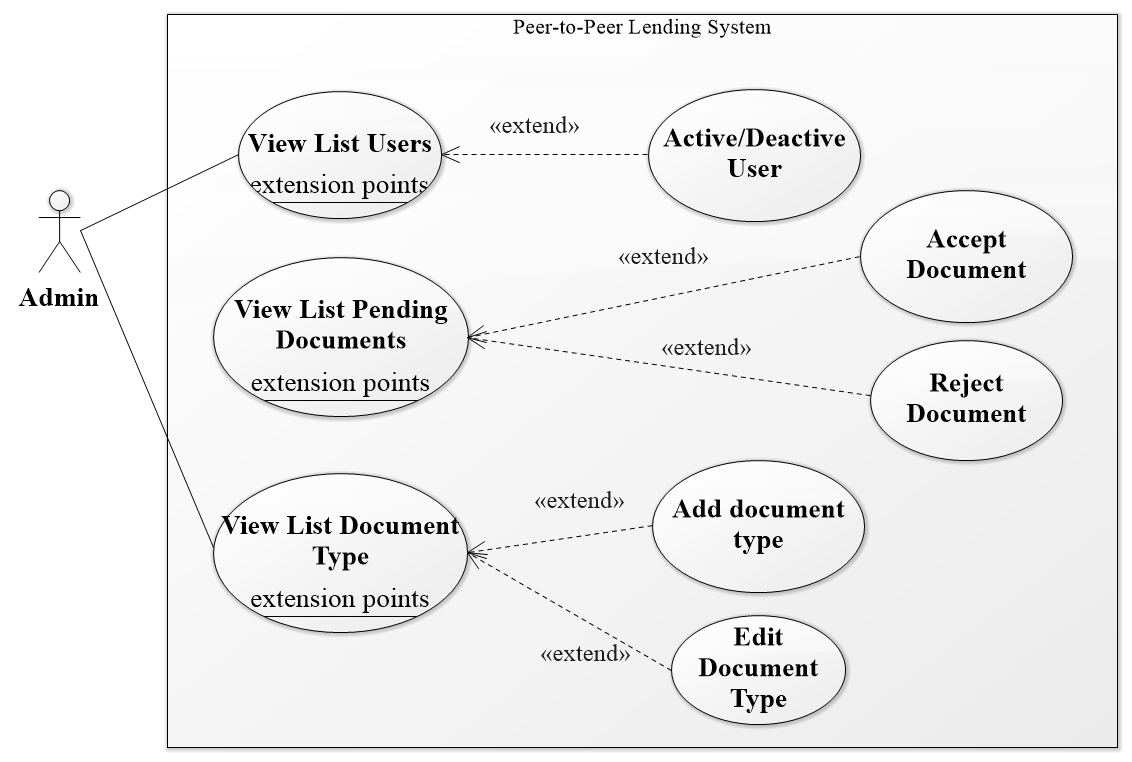 Peer-to-Peer Lending System
View List Users
extension points
«extend»
Active/Deactive
User
Admin
View List Pending
Documents
extension points
«extend»
Accept
Document
«extend»
Reject
Document
View List Document
Type
extension points
«extend»
Add document
type
«extend»
Edit
Document
Type